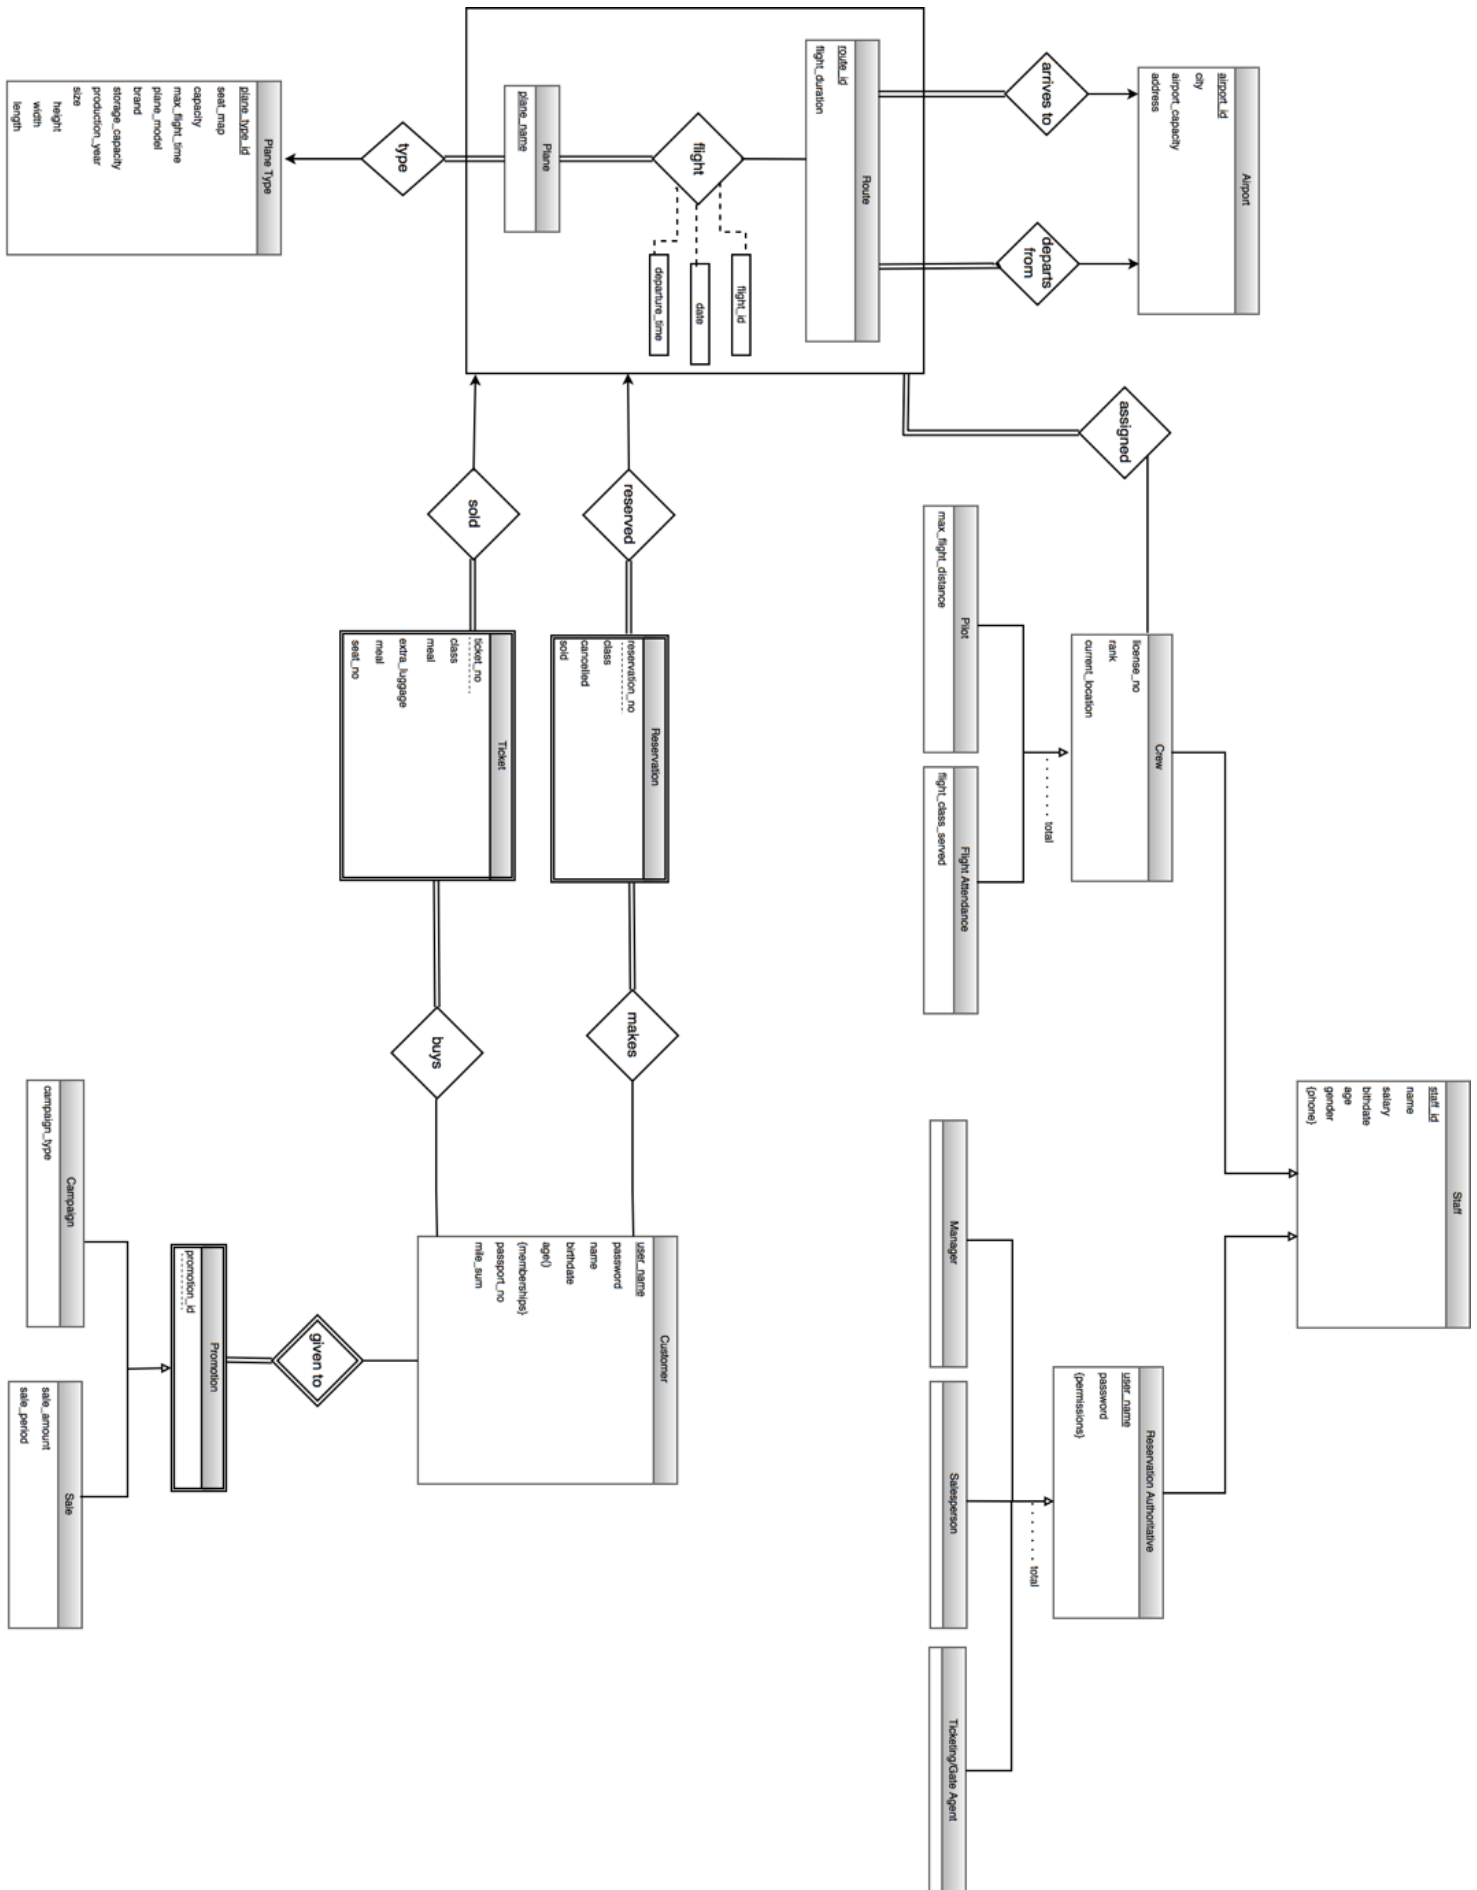 Airport
airport_id
city
airport_capacity
address
arrives to
departs
from
Route
route_id
flight_duration
flight
flight_id
date
departure_time
Plane
plane_name
type
Plane Type
plane_type_id
seat_map
capacity
max_flight_time
plane_model
brand
storage_capacity
production_year
size
height
width
length
assigned
reserved
sold
Crew
license_no
rank
current_location
total
Pilot
max_flight_distance
Flight Attendance
flight_class_served
Reservation
reservation_no
class
cancelled
sold
Ticket
ticket_no
class
meal
extra_luggage
meal
seat_no
makes
buys
Staff
staff_id
name
salary
bithdate
age
gender
{phone}
Reservation Authoritative
user_name
password
{permissions}
total
Manager
Salesperson
Ticketing/Gate Agent
Customer
user_name
password
name
birthdate
age()
{memberships}
passport_no
mile_sum
given to
Promotion
promotion_id
Campaign
campaign_type
Sale
sale_amount
sale_period